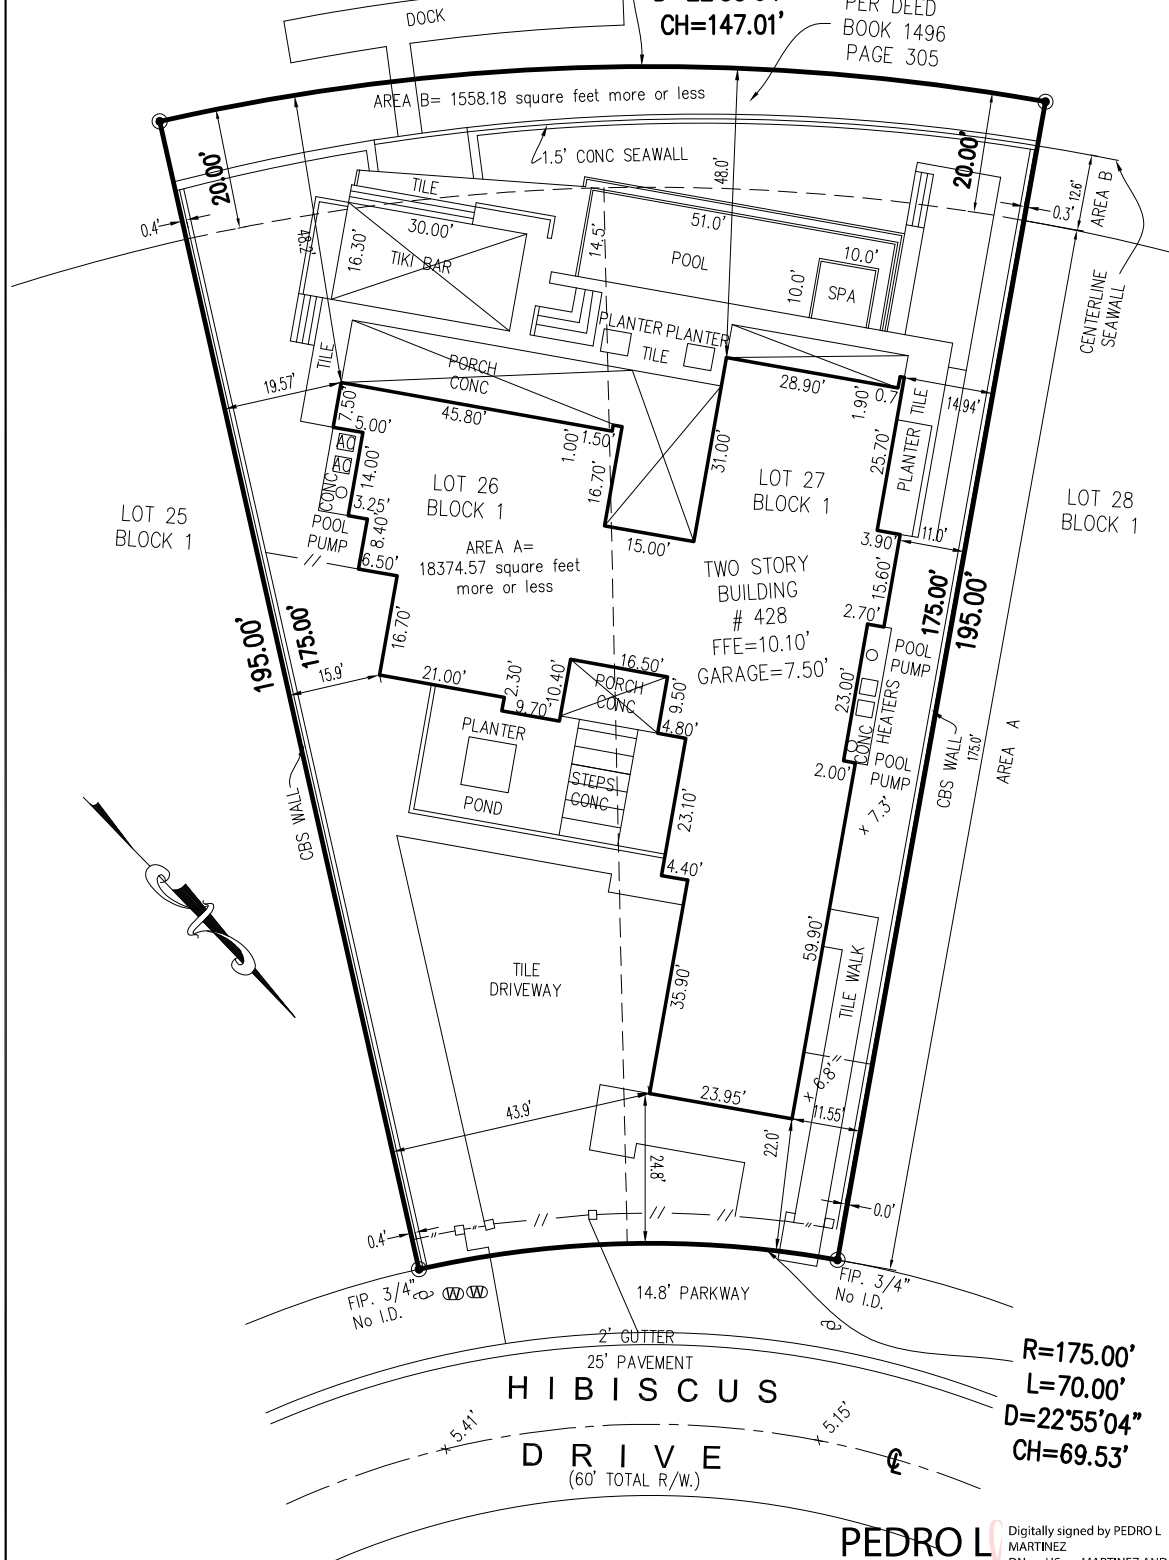 DOCK
CH=147.01'
PER DEED
BOOK 1496
PAGE 305
AREA B= 1558.18 square feet more or less
1.5' CONC SEAWALL
20.00'
48.0'
20.00'
0.4'
0.3'
12.6'
AREA B
CENTERLINE
SEAWALL
TILE
30.00'
16.30'
48.2'
TIKI BAR
51.0'
14.5'
POOL
10.0'
10.0'
SPA
PLANTER
PLANTER
TILE
TILE
19.57'
PORCH
CONC
45.80'
7.50'
5.00'
AC
AC
14.00'
CONC
3.25'
POOL
PUMP
8.40'
6.50'
1.00'
1.50'
16.70'
31.00'
15.00'
28.90'
1.90'
0.7
TILE
14.94'
25.70'
PLANTER
3.90'
11.0'
15.60'
2.70'
LOT 25
BLOCK 1
LOT 26
BLOCK 1
LOT 27
BLOCK 1
LOT 28
BLOCK 1
AREA A=
18374.57 square feet
more or less
TWO STORY
BUILDING
# 428
FFE=10.10'
GARAGE=7.50'
195.00'
175.00'
15.9'
16.70'
21.00'
2.30'
9.70'
10.40'
16.50'
PORCH
CONC
9.50'
4.80'
PLANTER
POND
STEPS
CONC
23.10'
4.40'
POOL
PUMP
23.00'
CONC
HEATERS
POOL
PUMP
2.00'
x 7.3'
175.00'
195.00'
CBS WALL
175.0'
AREA A
CBS WALL
TILE
DRIVEWAY
35.90'
59.90'
TILE WALK
x 6.8'
23.95'
11.55'
43.9'
24.8'
22.0'
0.4'
0.0'
FIP. 3/4"
No I.D.
W W
FIP. 3/4"
No I.D.
14.8' PARKWAY
2' GUTTER
25' PAVEMENT
HIBISCUS
DRIVE
(60' TOTAL R/W.)
x 5.41'
x 5.15'
R=175.00'
L=70.00'
D=22°55'04"
CH=69.53'
PEDRO L
Digitally signed by PEDRO L
MARTINEZ